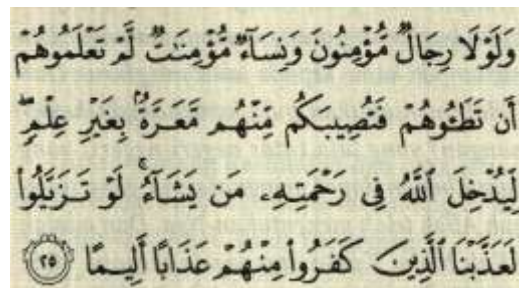 وَلَوْلَا رِجَالٌ مُّؤْمِنُونَ وَنِسَآءٌ مُّؤْمِنَٰتٌ لَّمْ تَعْلَمُوهُمْ
أَن تَطَـُٔوهُمْ فَتُصِيبَكُم مِّنْهُم مَّعَرَّةٌۢ بِغَيْرِ عِلْمٍ ۖ
لِّيُدْخِلَ ٱللَّهُ فِى رَحْمَتِهِۦ مَن يَشَآءُ ۚ لَوْ تَزَيَّلُوا۟
لَعَذَّبْنَا ٱلَّذِينَ كَفَرُوا۟ مِنْهُمْ عَذَابًا أَلِيمًا ۝٢٥